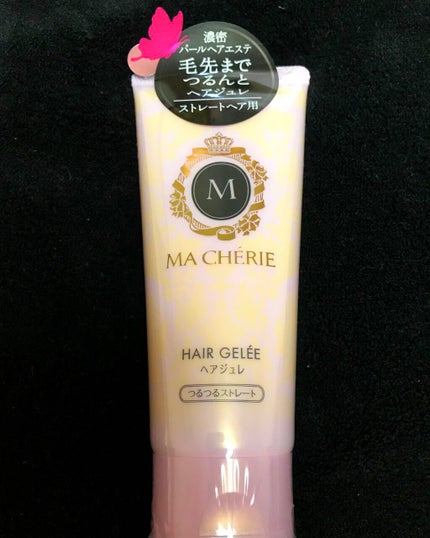 濃密
パールヘアエステ
毛先まで
つるんと
ヘアジュレ
ストレートヘア用
M
MA CHÉRIE
HAIR GELÉE
ヘアジュレ
つるつるストレート